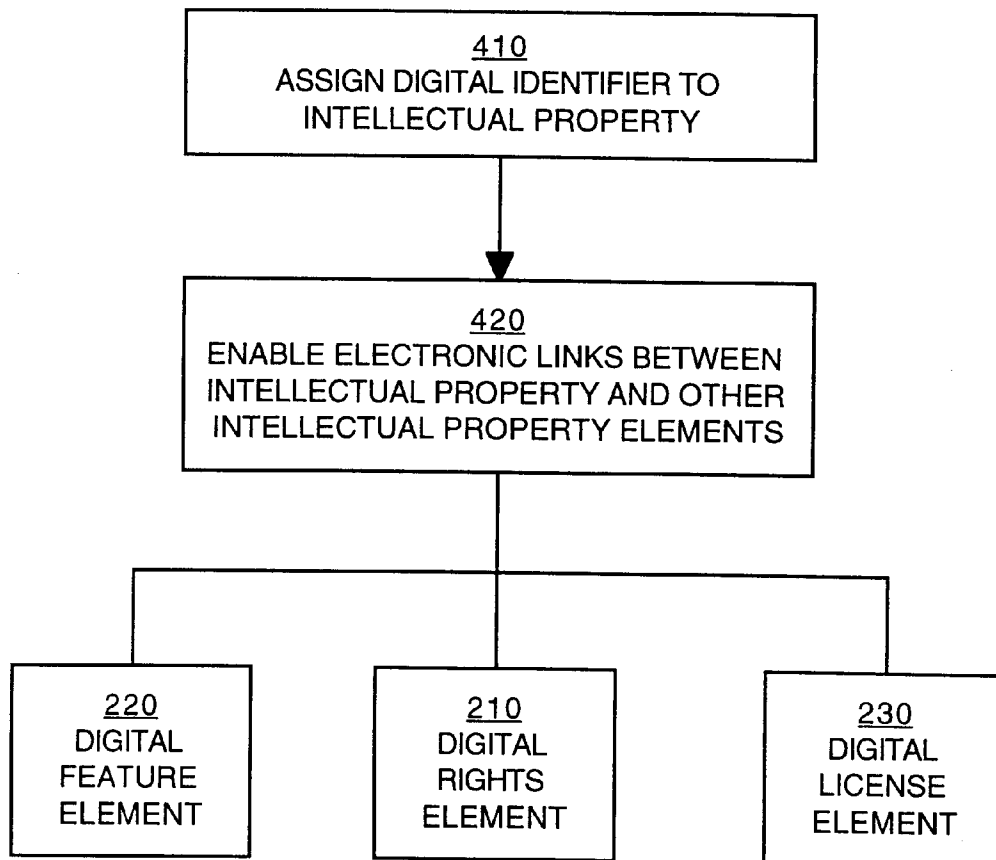 410
ASSIGN DIGITAL IDENTIFIER TO
INTELLECTUAL PROPERTY
420
ENABLE ELECTRONIC LINKS BETWEEN
INTELLECTUAL PROPERTY AND OTHER
INTELLECTUAL PROPERTY ELEMENTS
220
DIGITAL
FEATURE
ELEMENT
210
DIGITAL
RIGHTS
ELEMENT
230
DIGITAL
LICENSE
ELEMENT